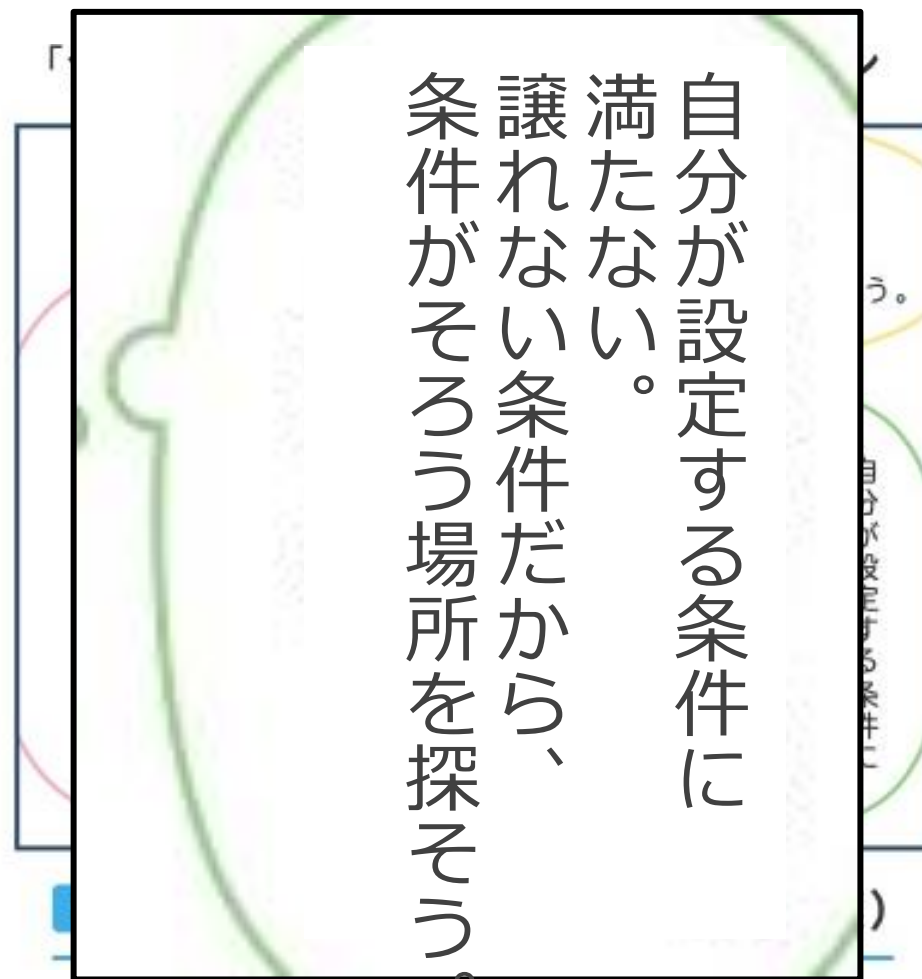 自分が設定する条件に
満たない。
譲れない条件だから、
条件がそろう場所を探そう。
う。
自分が設定する条件に